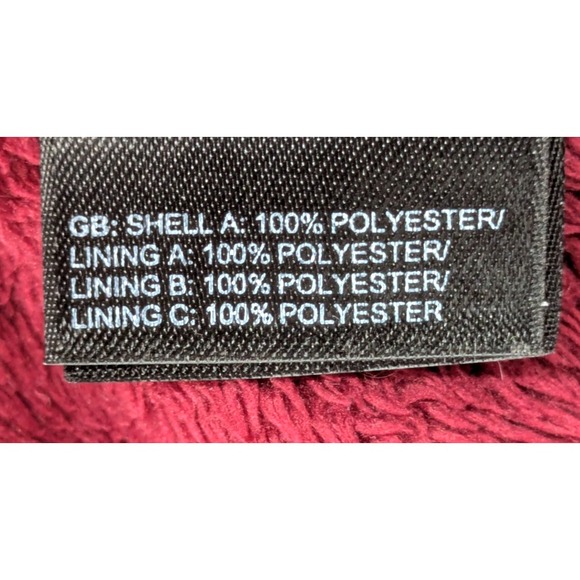 GB: SHELL A: 100% POLYESTER/
LINING A: 100% POLYESTER/
LINING B: 100% POLYESTER/
LINING C: 100% POLYESTER